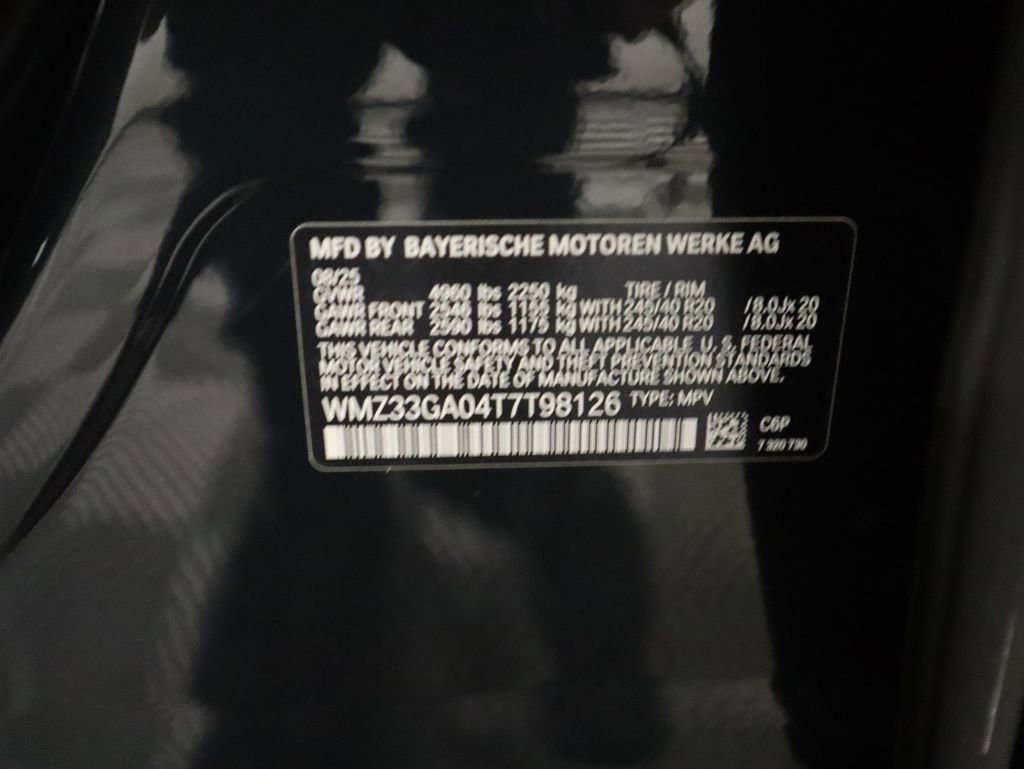 MFD BY BAYERISCHE MOTOREN WERKE AG
08/25
GVWR 4960 lbs 2250 kg TIRE / RIM
GAWR FRONT 2546 lbs 1155 kg WITH 245/40 R20 /8.0Jx 20
GAWR REAR 2590 lbs 1175 kg WITH 245/40 R20 /8.0Jx 20
THIS VEHICLE CONFORMS TO ALL APPLICABLE U. S. FEDERAL
MOTOR VEHICLE SAFETY AND THEFT PREVENTION STANDARDS
IN EFFECT ON THE DATE OF MANUFACTURE SHOWN ABOVE.
WMZ33GA04T7T98126 TYPE: MPV
C6P
7 320 730